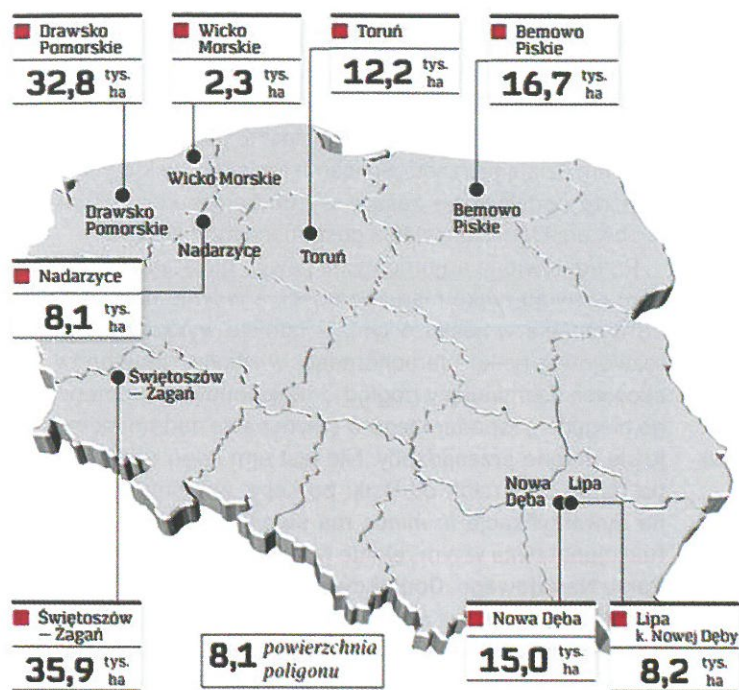 Drawsko
Pomorskie
32,8 tys.
ha
Wicko
Morskie
2,3 tys.
ha
Toruń
12,2 tys.
ha
Bemowo
Piskie
16,7 tys.
ha
Wicko Morskie
Drawsko
Pomorskie
Nadarzyce
Toruń
Bemowo
Piskie
Nadarzyce
8,1 tys.
ha
Świętoszów
– Żagań
Nowa
Dęba
Lipa
Świętoszów
– Żagań
35,9 tys.
ha
8,1 powierzchnia
poligonu
Nowa Dęba
15,0 tys.
ha
Lipa
k. Nowej Dęby
8,2 tys.
ha